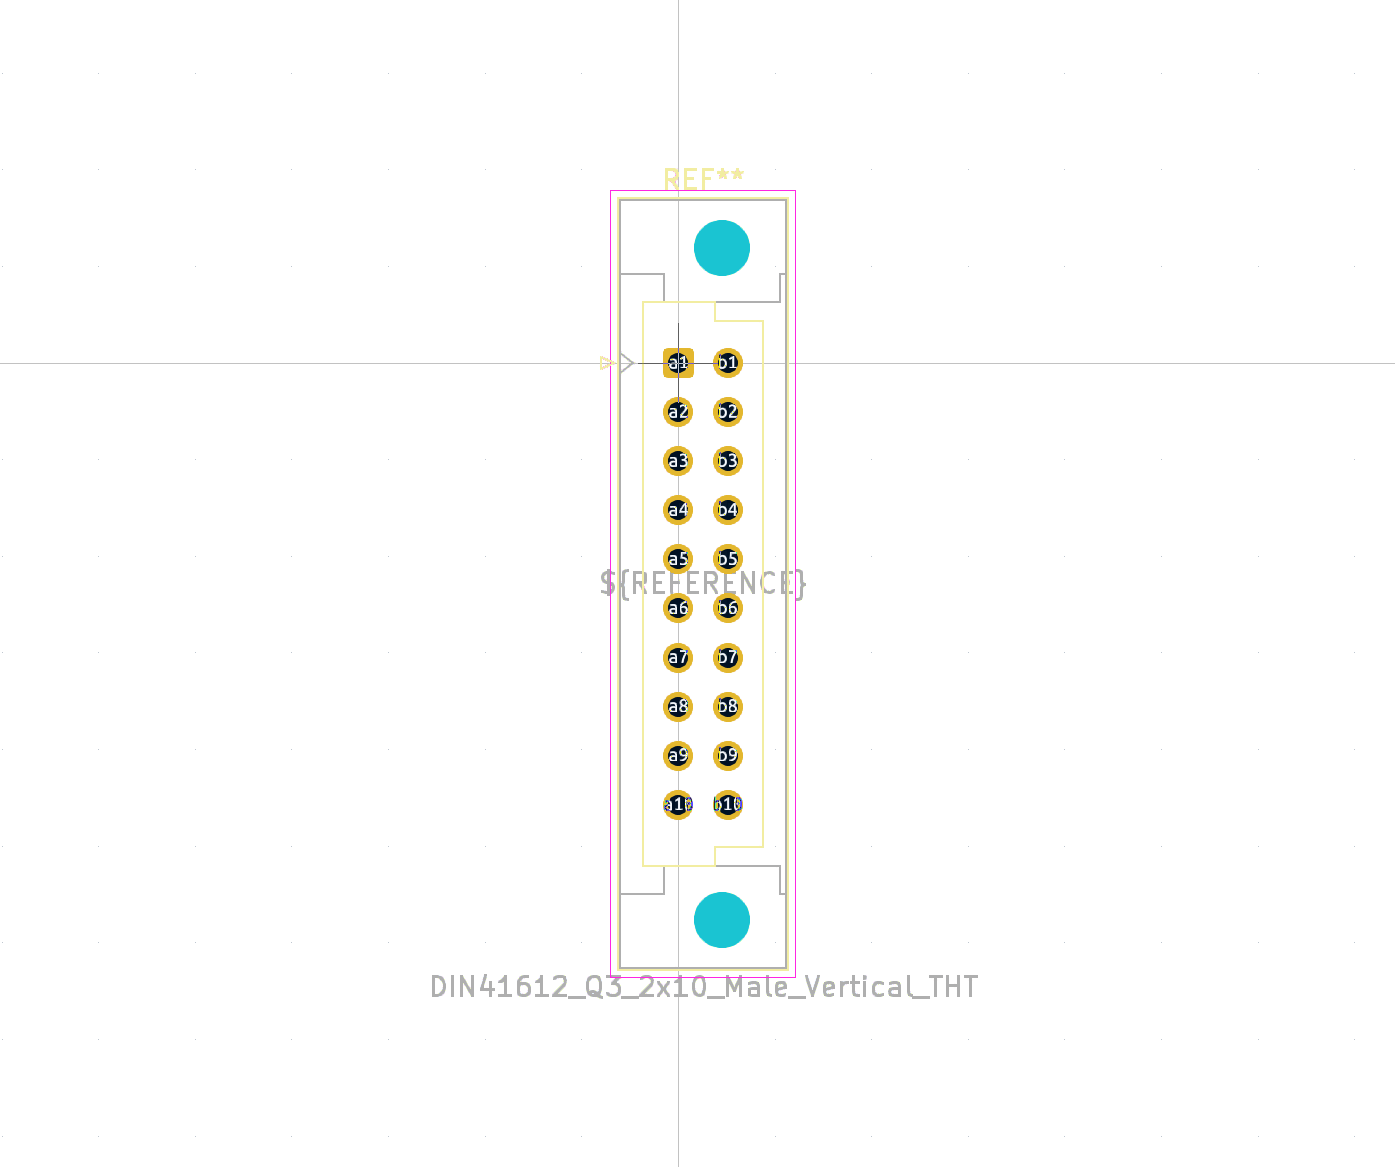 REF**
a1 b1
a2 b2
a3 b3
a4 b4
a5 b5
${REFERENCE}
a6 b6
a7 b7
a8 b8
a9 b9
a10 b10
DIN41612_Q3_2x10_Male_Vertical_THT